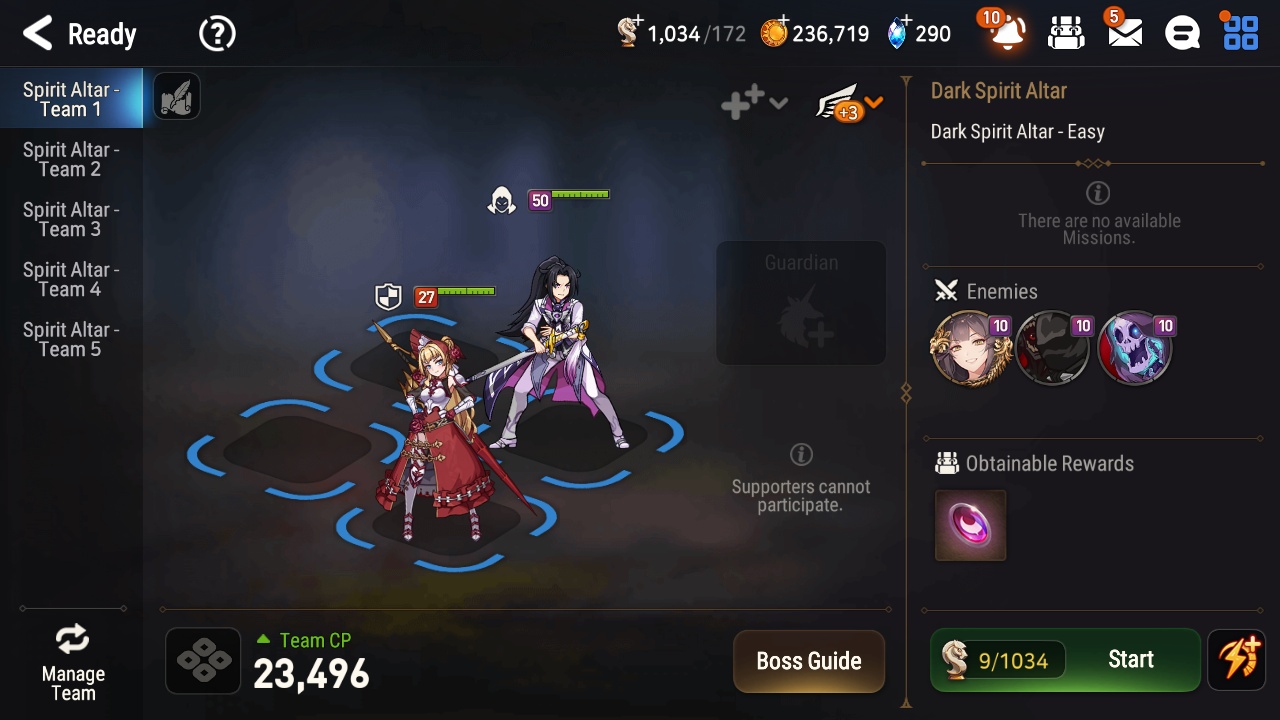 Ready
?
1,034/172
236,719
290
10
5
Spirit Altar -
Team 1
Spirit Altar -
Team 2
Spirit Altar -
Team 3
Spirit Altar -
Team 4
Spirit Altar -
Team 5
+3
50
27
Guardian
Supporters cannot
participate.
Dark Spirit Altar
Dark Spirit Altar - Easy
There are no available
Missions.
Enemies
10
10
10
Obtainable Rewards
Manage
Team
Team CP
23,496
Boss Guide
9/1034
Start